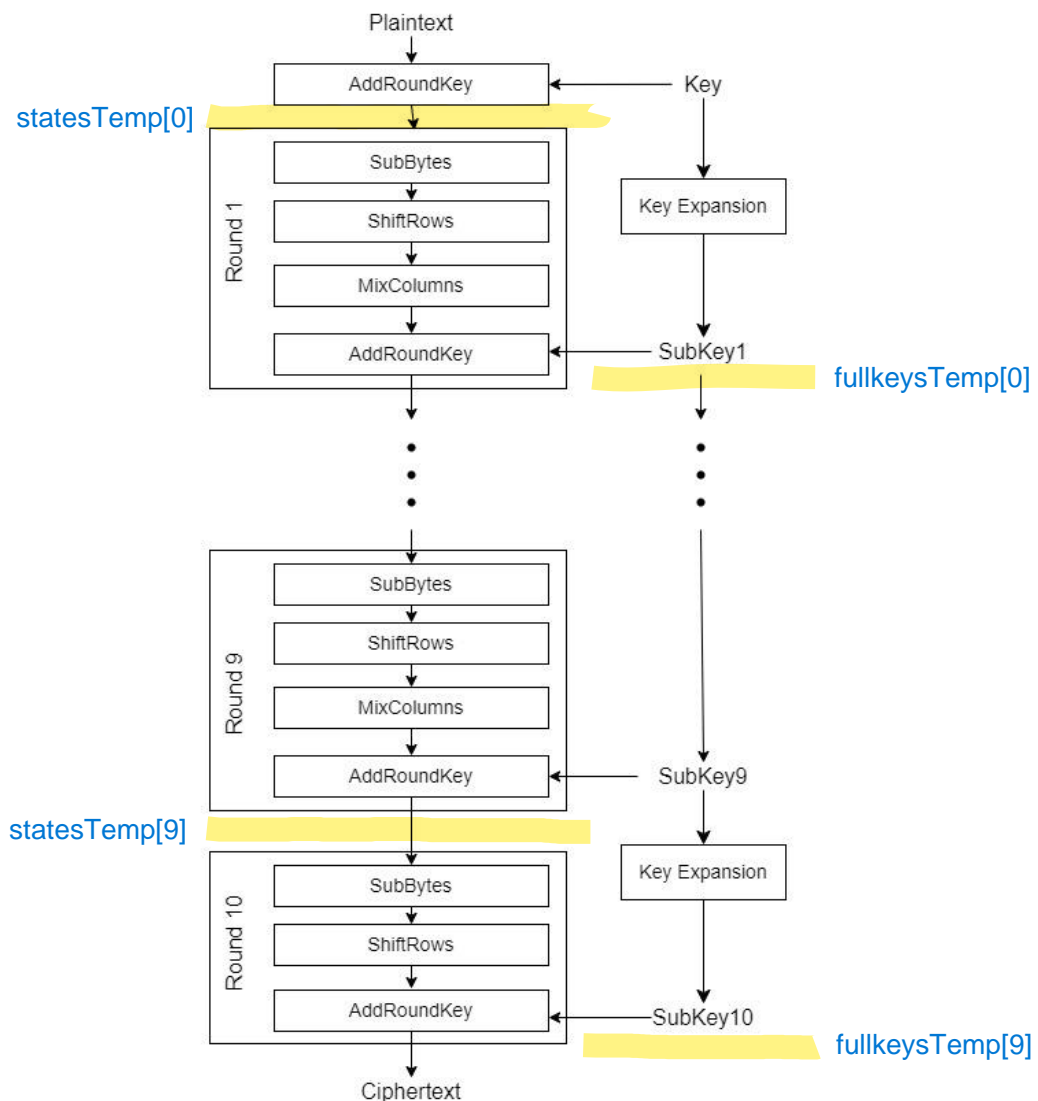 Plaintext
AddRoundKey
Key
statesTemp[0]
Round 1
SubBytes
ShiftRows
MixColumns
AddRoundKey
Key Expansion
SubKey1
fullkeysTemp[0]
Round 9
SubBytes
ShiftRows
MixColumns
AddRoundKey
SubKey9
statesTemp[9]
Round 10
SubBytes
ShiftRows
AddRoundKey
Key Expansion
SubKey10
fullkeysTemp[9]
Ciphertext